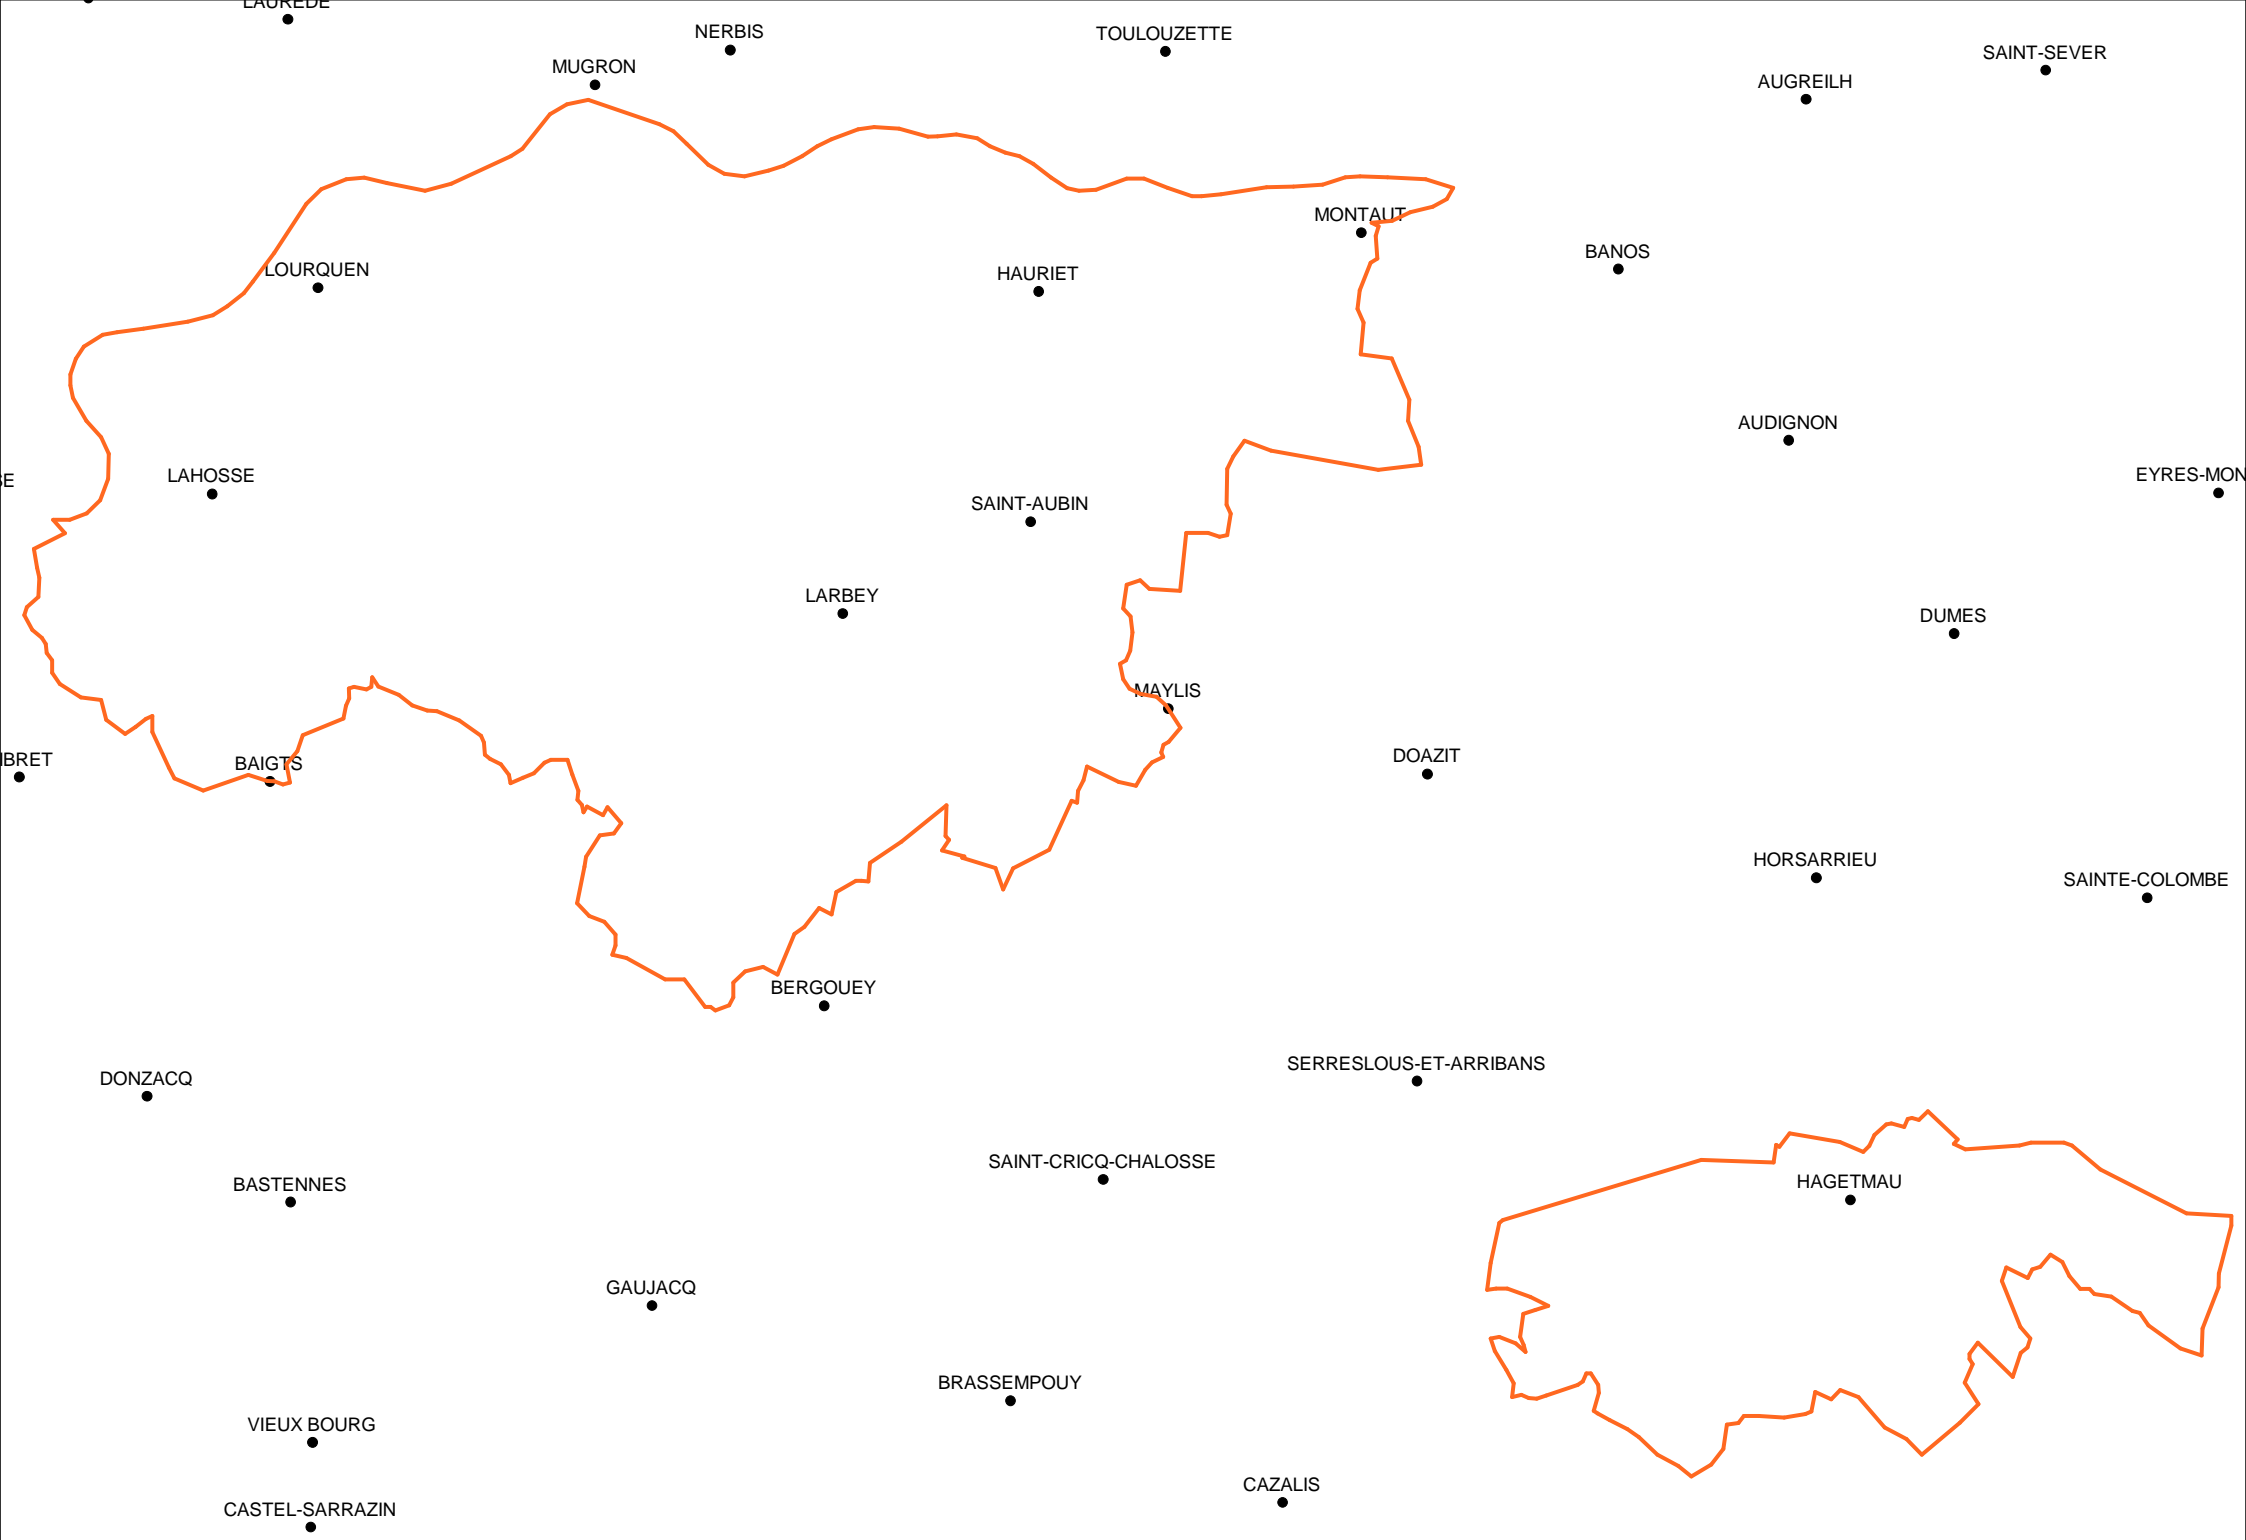 LAUREDE
NERBIS
TOULOUZETTE
SAINT-SEVER
MUGRON
AUGREILH
MONTAUT
BANOS
LOURQUEN
HAURIET
AUDIGNON
LAHOSSE
EYRES-MON
SAINT-AUBIN
LARBEY
DUMES
MAYLIS
BRET
BAIGTS
DOAZIT
HORSARRIEU
SAINTE-COLOMBE
BERGOUEY
SERRESLOUS-ET-ARRIBANS
DONZACQ
SAINT-CRICQ-CHALOSSE
HAGETMAU
BASTENNES
GAUJACQ
BRASSEMPOUY
VIEUX BOURG
CAZALIS
CASTEL-SARRAZIN